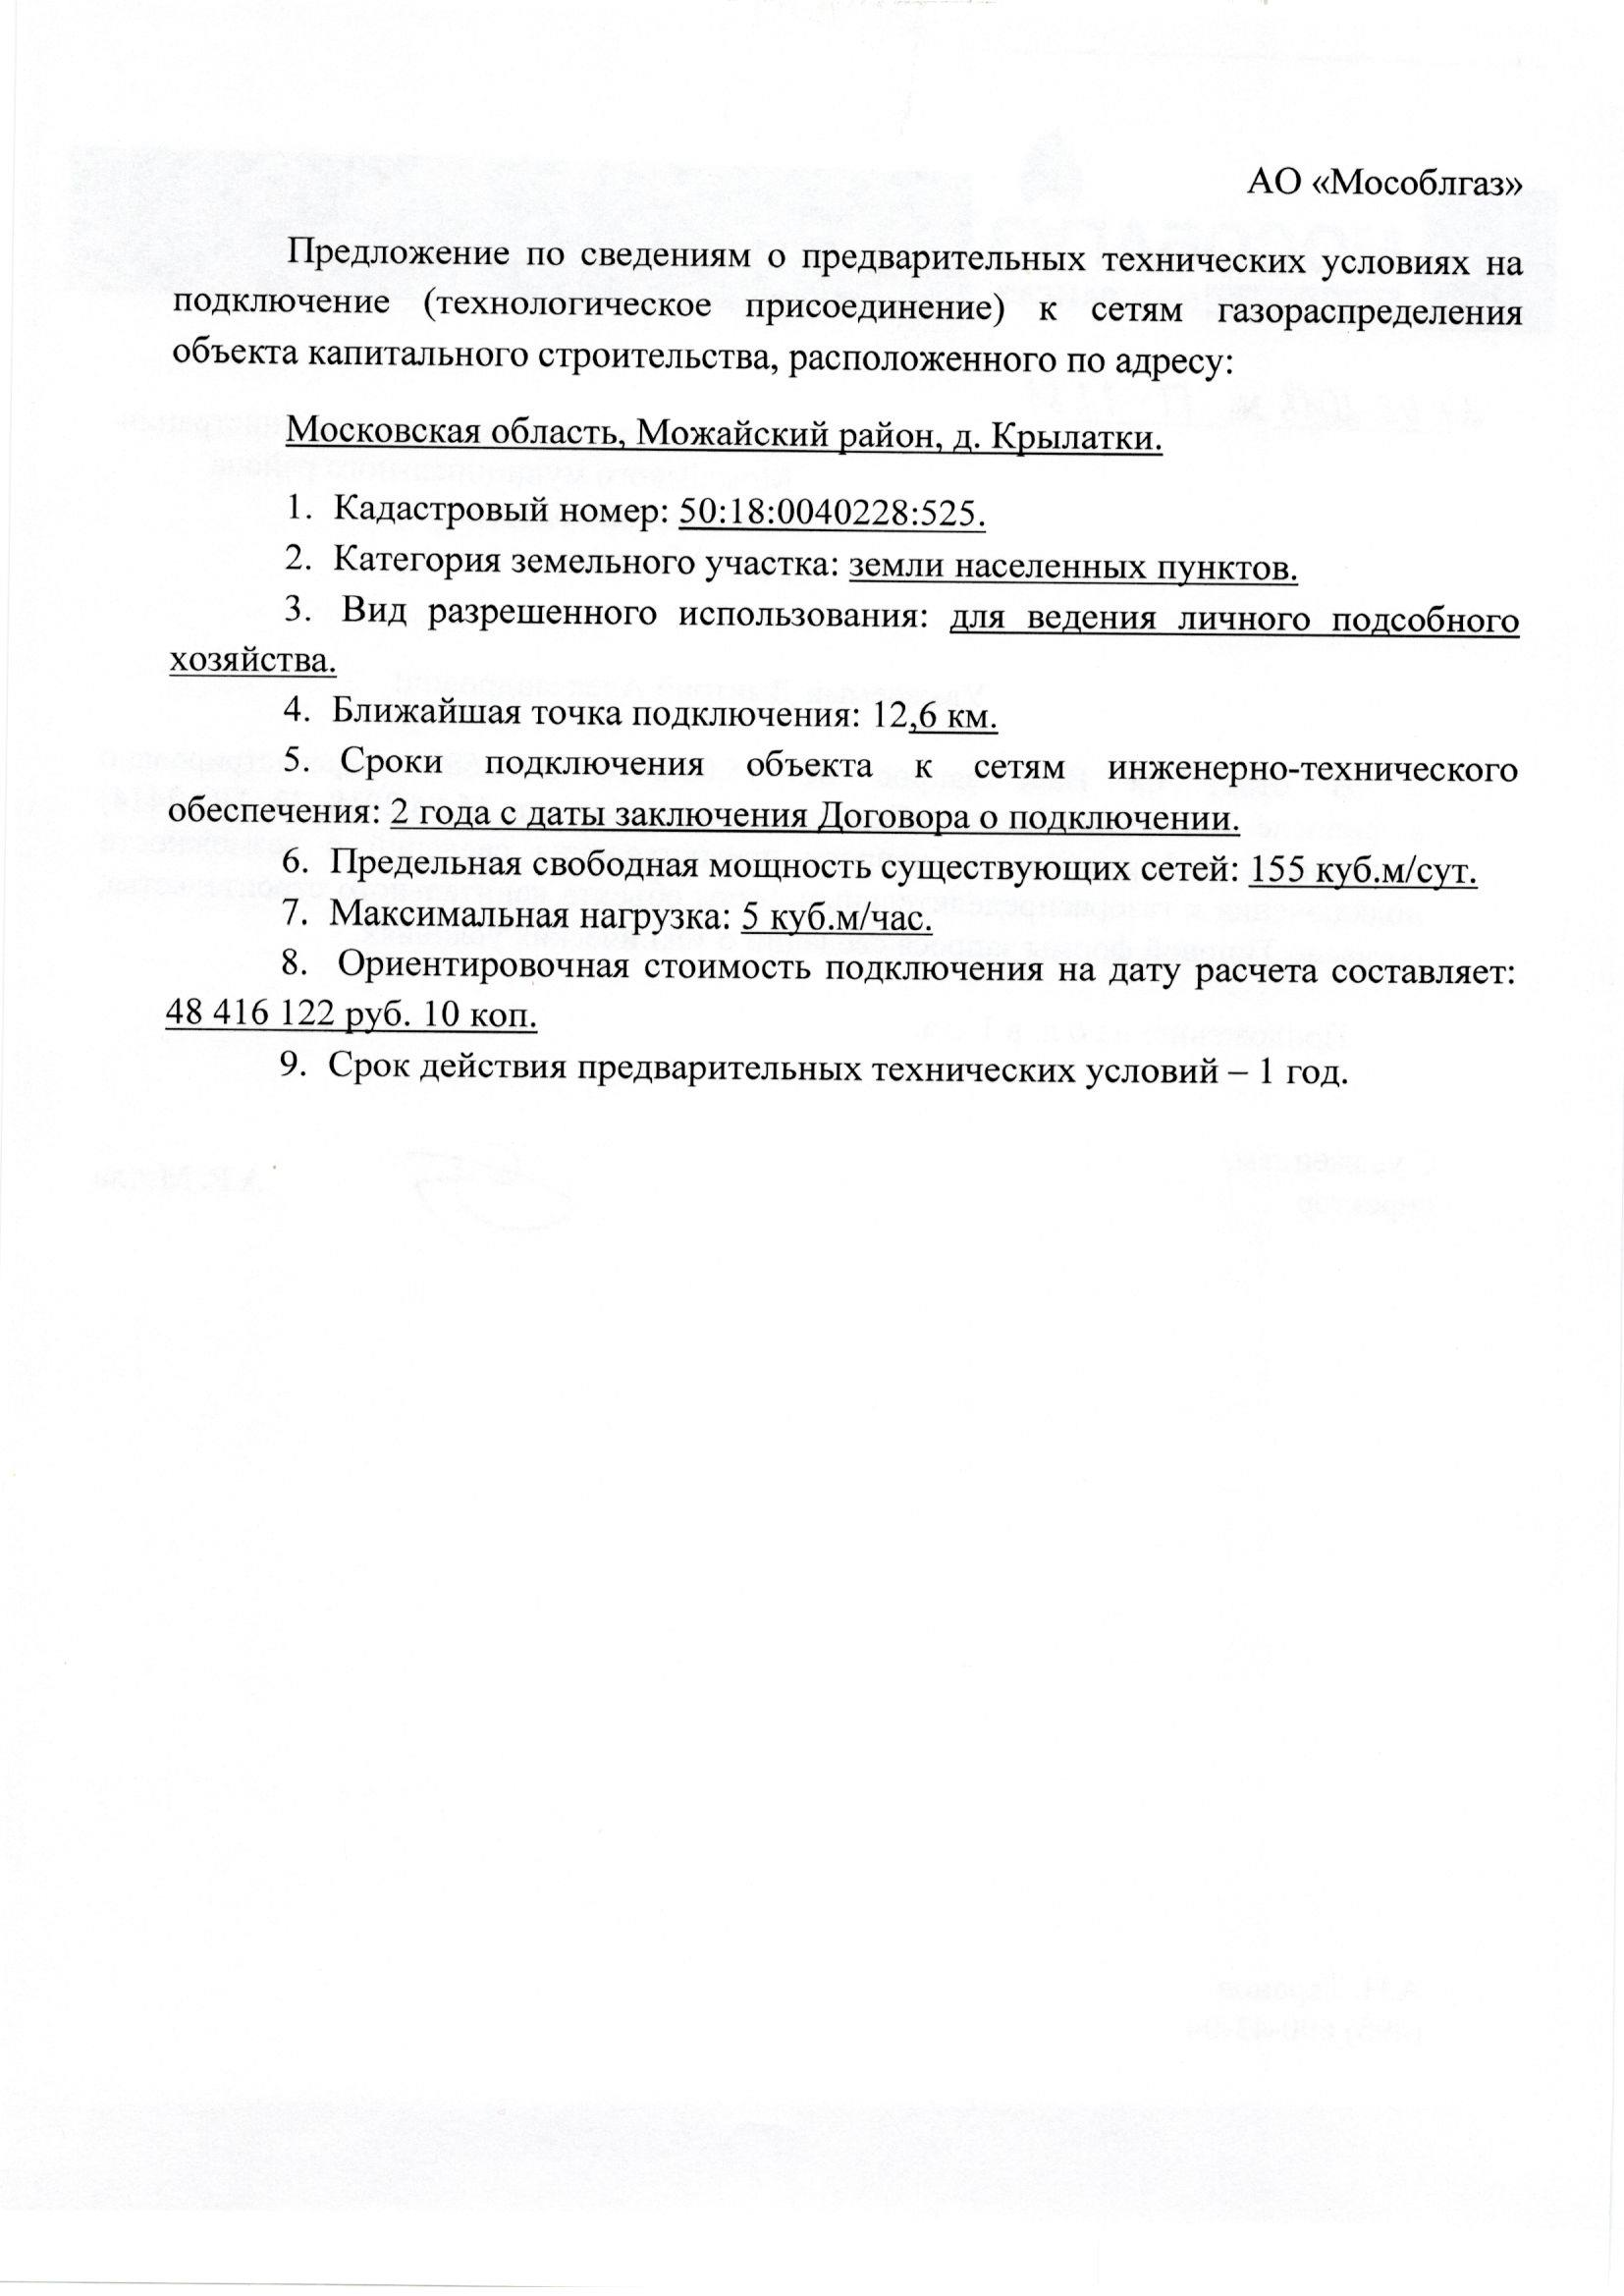 АО «Мособлгаз»
Предложение по сведениям о предварительных технических условиях на
подключение (технологическое присоединение) к сетям газораспределения
объекта капитального строительства, расположенного по адресу:
Московская область, Можайский район, д. Крылатки.
1. Кадастровый номер: 50:18:0040228:525.
2. Категория земельного участка: земли населенных пунктов.
3. Вид разрешенного использования: для ведения личного подсобного
хозяйства.
4. Ближайшая точка подключения: 12,6 км.
5. Сроки подключения объекта к сетям инженерно-технического
обеспечения: 2 года с даты заключения Договора о подключении.
6. Предельная свободная мощность существующих сетей: 155 куб.м/сут.
7. Максимальная нагрузка: 5 куб.м/час.
8. Ориентировочная стоимость подключения на дату расчета составляет:
48 416 122 руб. 10 коп.
9. Срок действия предварительных технических условий – 1 год.